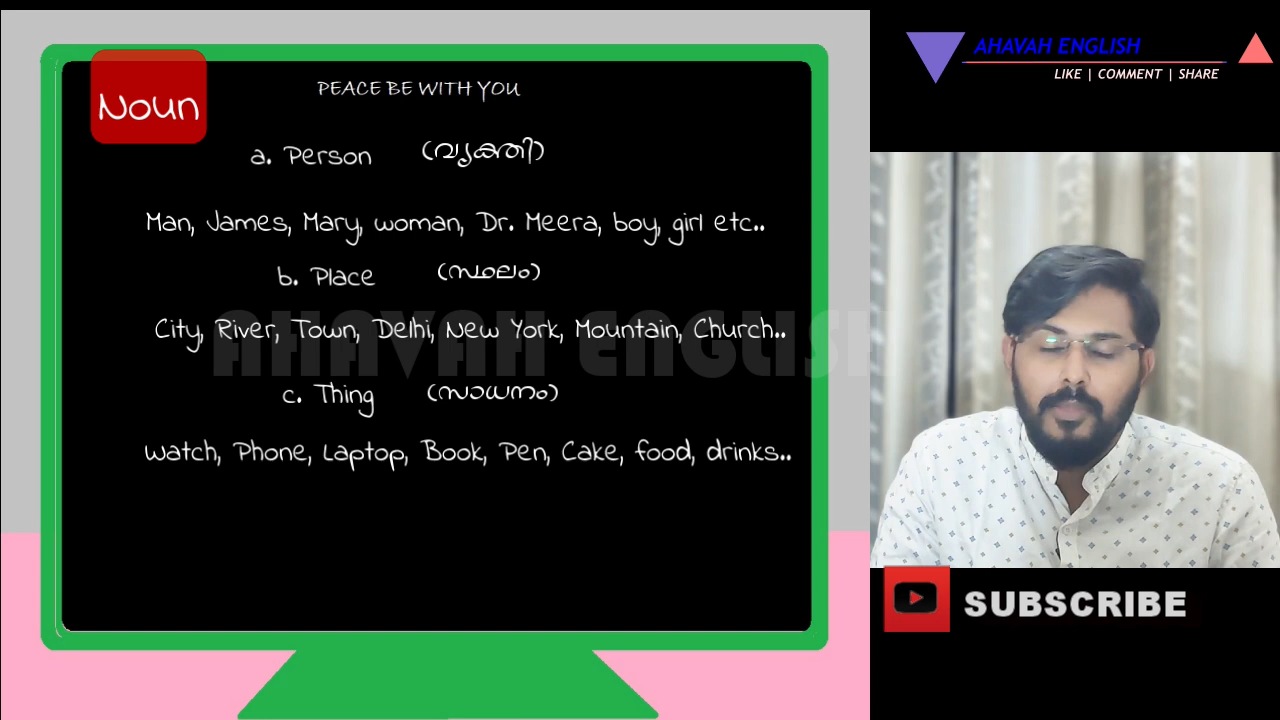 Noun
PEACE BE WITH YOU
a. Person (വ്യക്തി)
Man, James, Mary, woman, Dr. Meera, boy, girl etc..
b. Place (സ്ഥലം)
City, River, Town, Delhi, New York, Mountain, Church..
c. Thing (സാധനം)
Watch, Phone, Laptop, Book, Pen, Cake, food, drinks..
AHAVAH ENGLISH
AHAVAH ENGLISH
LIKE | COMMENT | SHARE
SUBSCRIBE